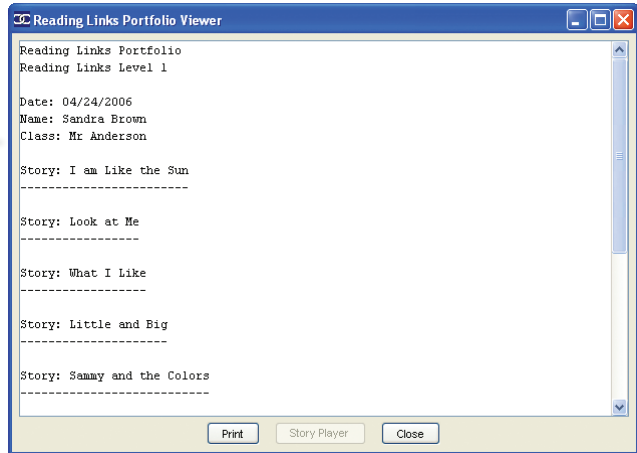 Reading Links Portfolio Viewer
Reading Links Portfolio
Reading Links Level 1
Date: 04/24/2006
Name: Sandra Brown
Class: Mr Anderson
Story: I am Like the Sun
------------------------
Story: Look at Me
-----------------
Story: What I Like
------------------
Story: Little and Big
---------------------
Story: Sammy and the Colors
---------------------------
Print Story Player Close